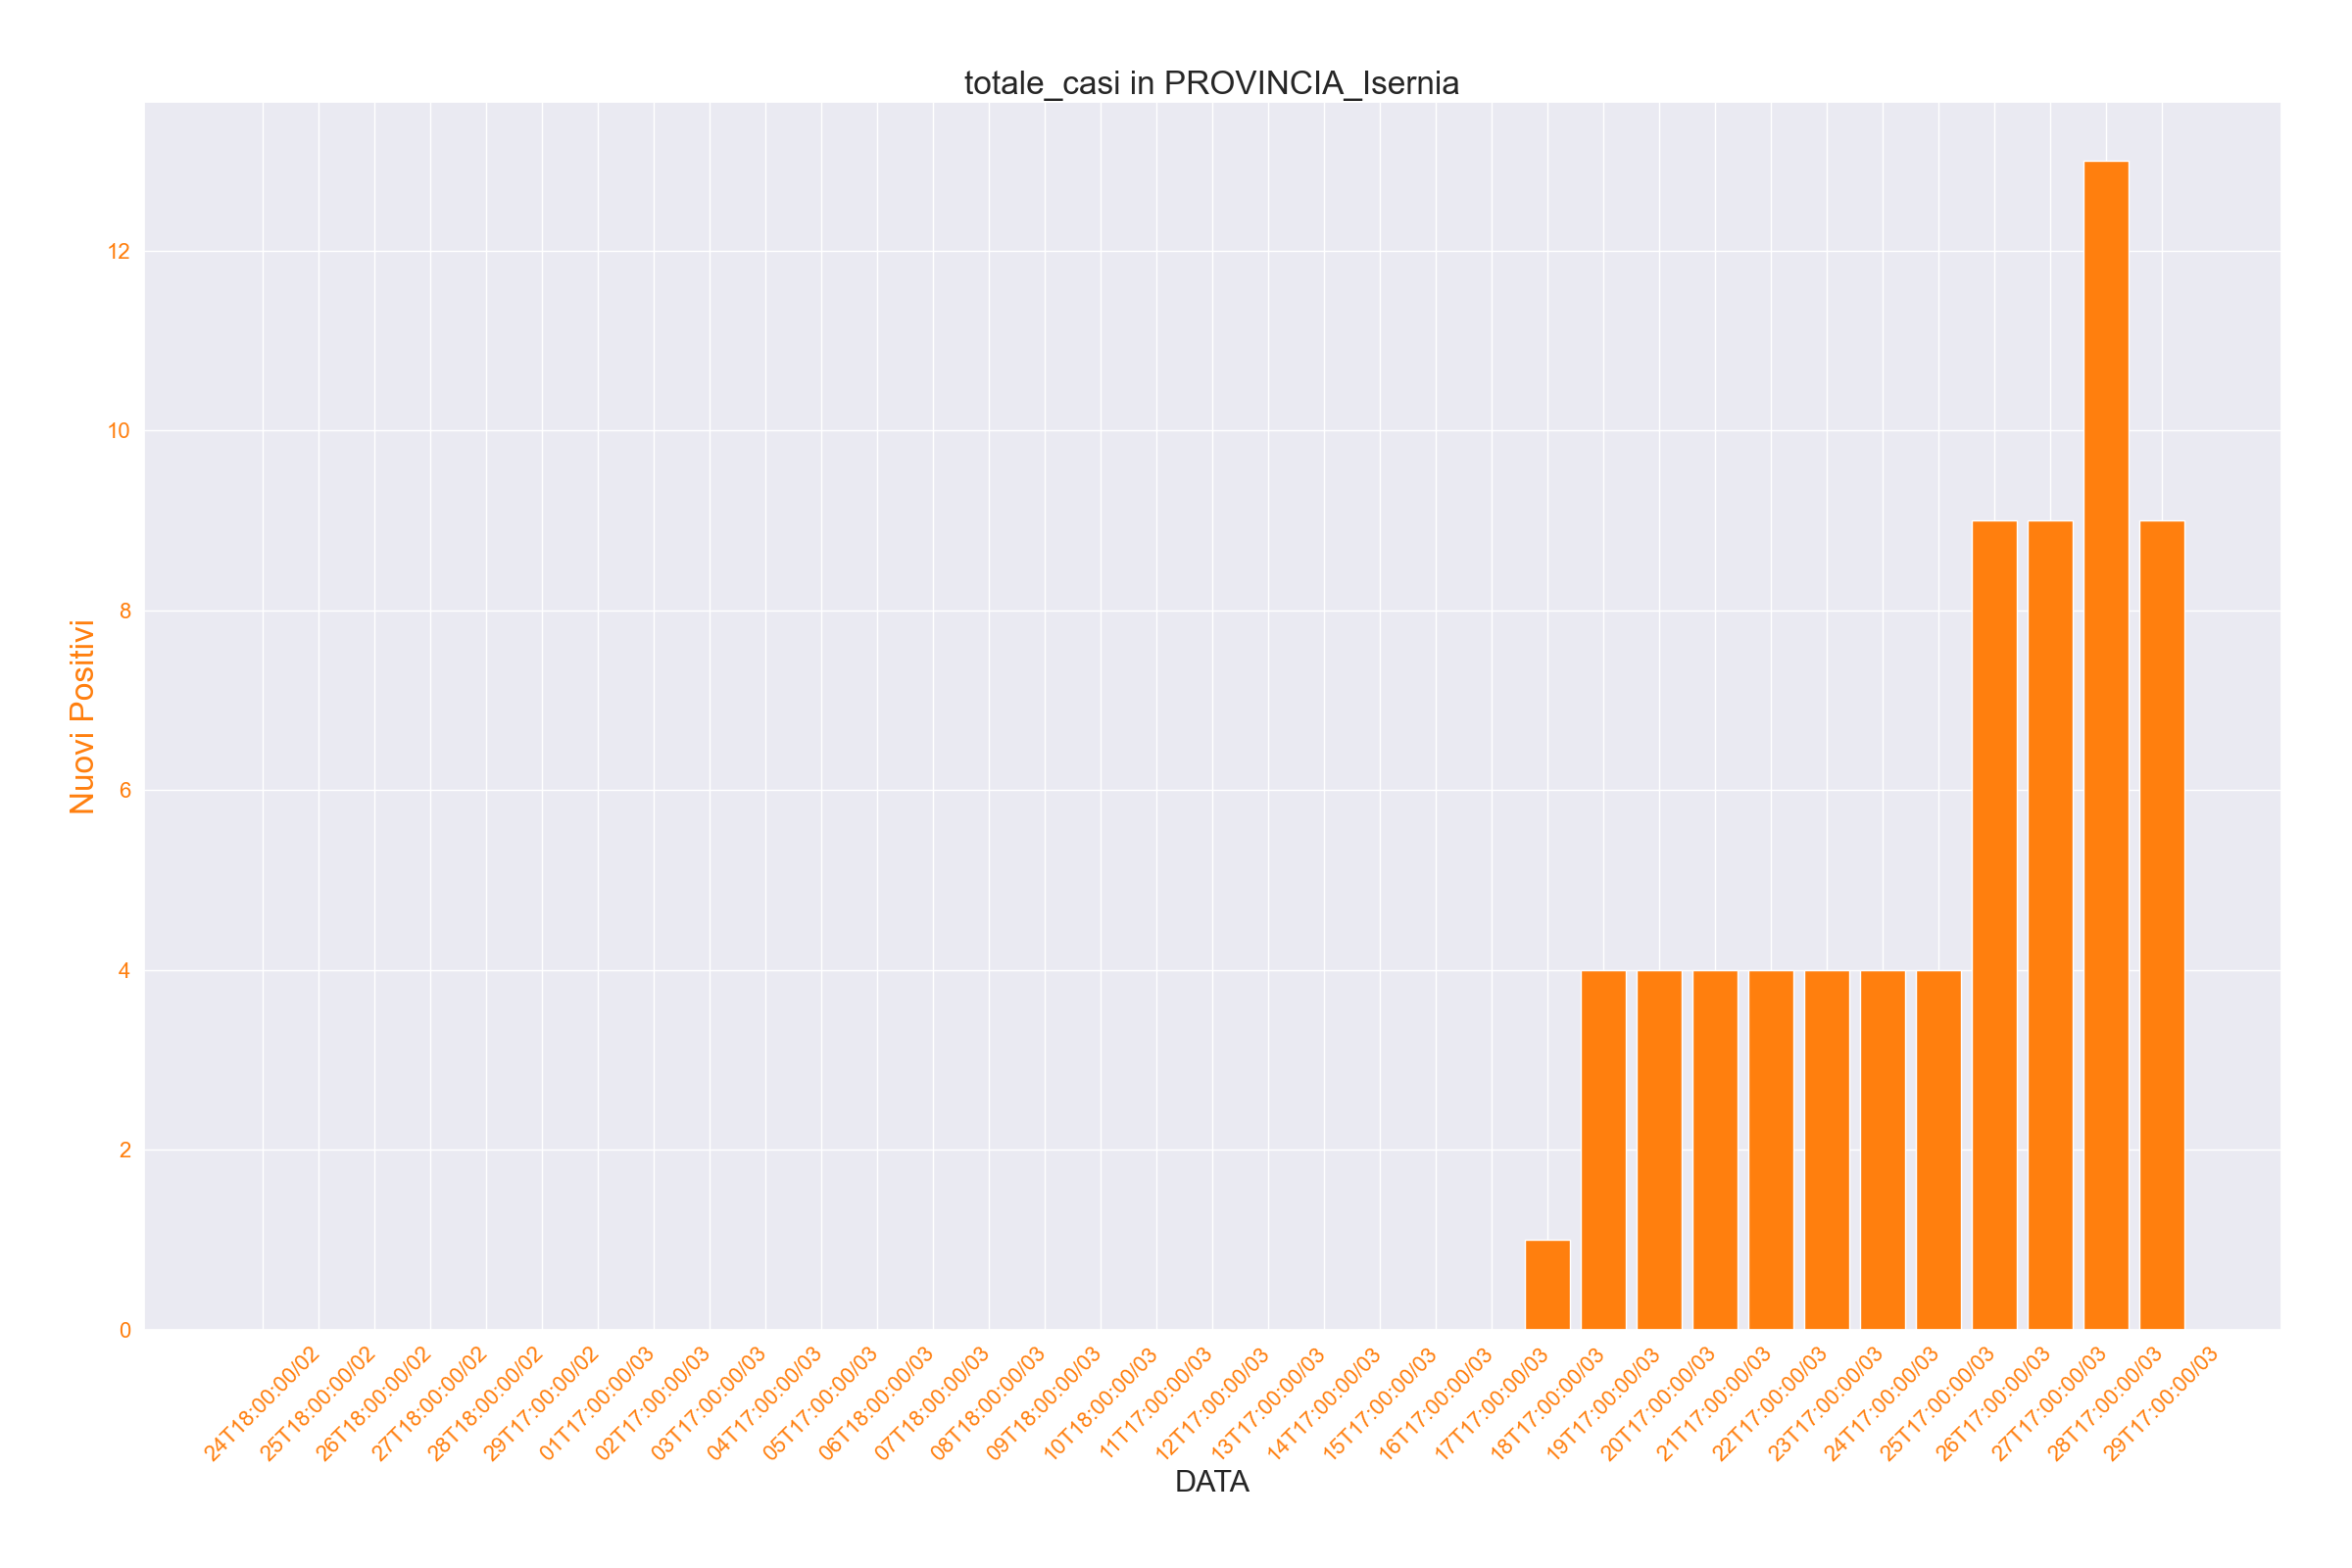 totale_casi in PROVINCIA_Isernia
Nuovi Positivi
12
10
8
6
4
2
0
24T18:00:00/02
25T18:00:00/02
26T18:00:00/02
27T18:00:00/02
28T18:00:00/02
29T17:00:00/02
01T17:00:00/03
02T17:00:00/03
03T17:00:00/03
04T17:00:00/03
05T17:00:00/03
06T18:00:00/03
07T18:00:00/03
08T18:00:00/03
09T18:00:00/03
10T18:00:00/03
11T17:00:00/03
12T17:00:00/03
13T17:00:00/03
14T17:00:00/03
15T17:00:00/03
16T17:00:00/03
17T17:00:00/03
18T17:00:00/03
19T17:00:00/03
20T17:00:00/03
21T17:00:00/03
22T17:00:00/03
23T17:00:00/03
24T17:00:00/03
25T17:00:00/03
26T17:00:00/03
27T17:00:00/03
28T17:00:00/03
29T17:00:00/03
DATA